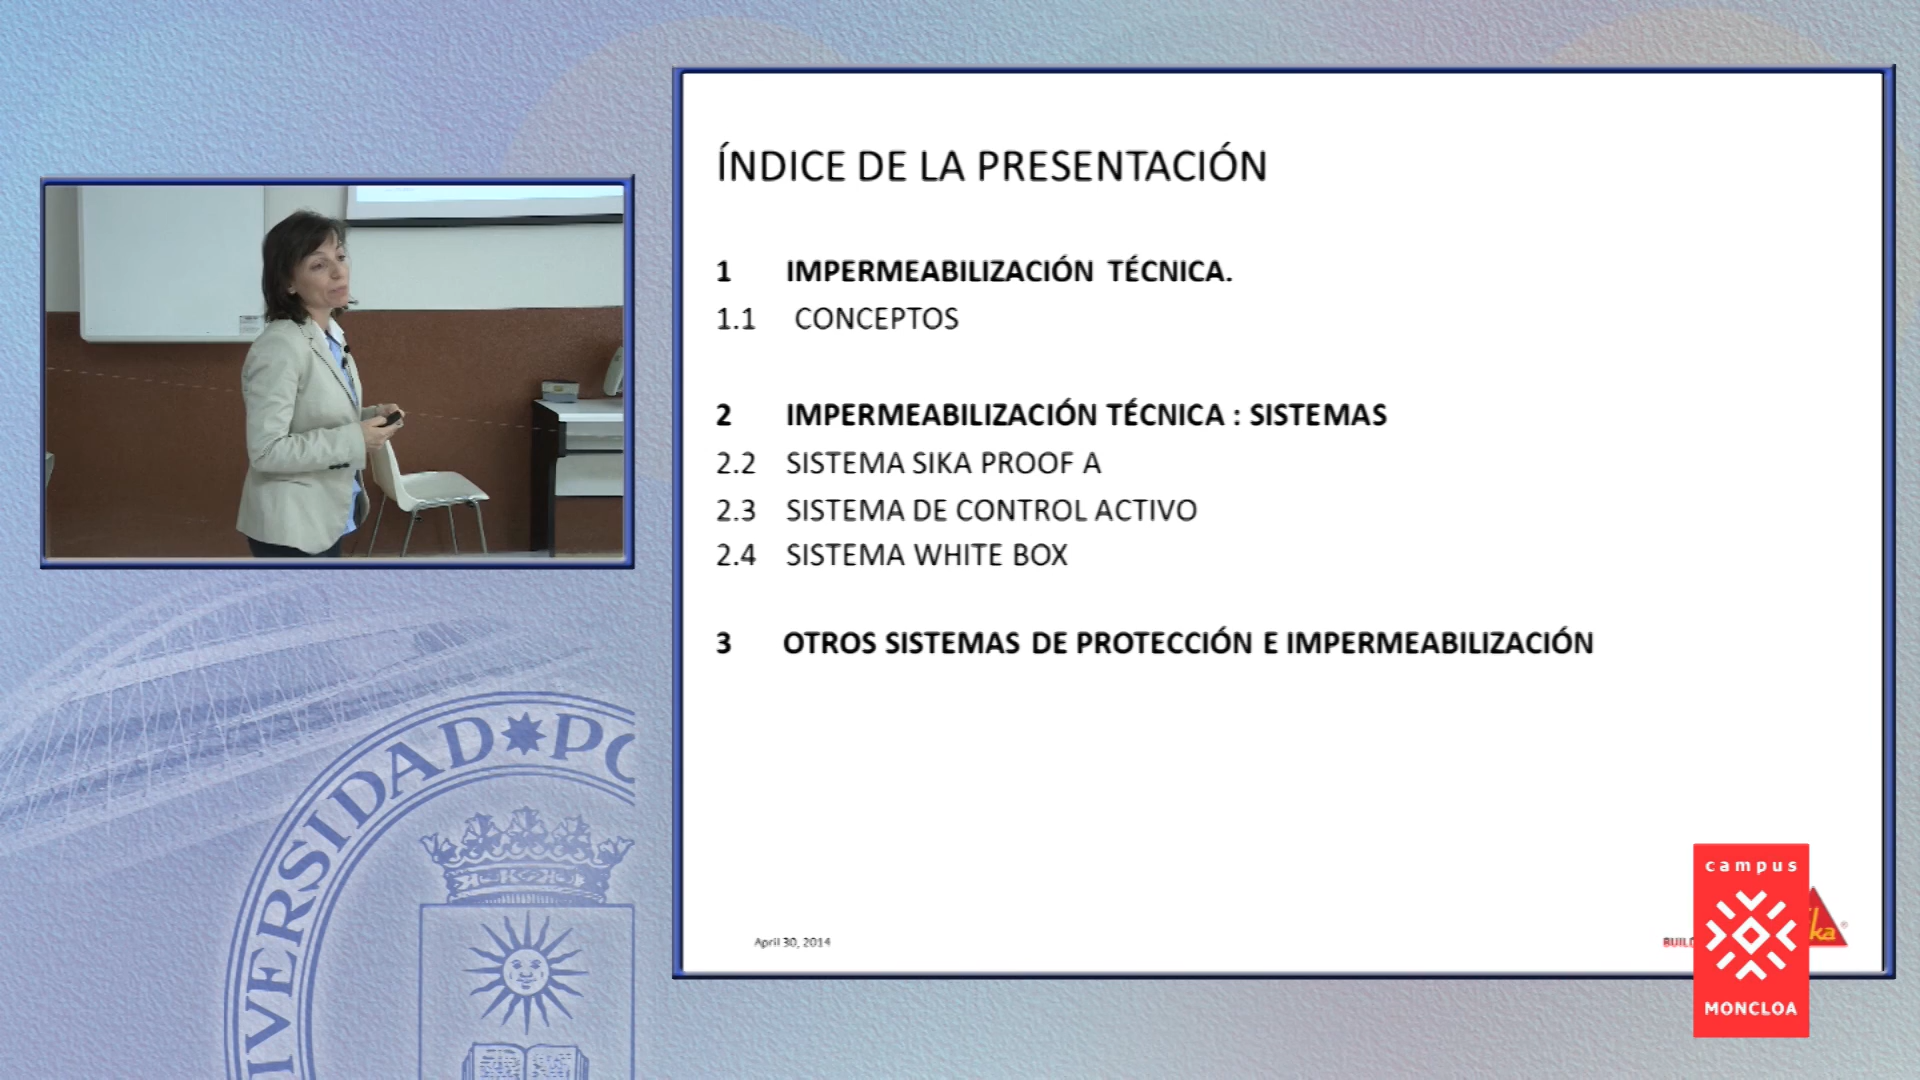 ÍNDICE DE LA PRESENTACIÓN
1 IMPERMEABILIZACIÓN TÉCNICA.
1.1 CONCEPTOS
2 IMPERMEABILIZACIÓN TÉCNICA : SISTEMAS
2.2 SISTEMA SIKA PROOF A
2.3 SISTEMA DE CONTROL ACTIVO
2.4 SISTEMA WHITE BOX
3 OTROS SISTEMAS DE PROTECCIÓN E IMPERMEABILIZACIÓN
April 30, 2014
campus
MONCLOA
IVERSIDAD PO